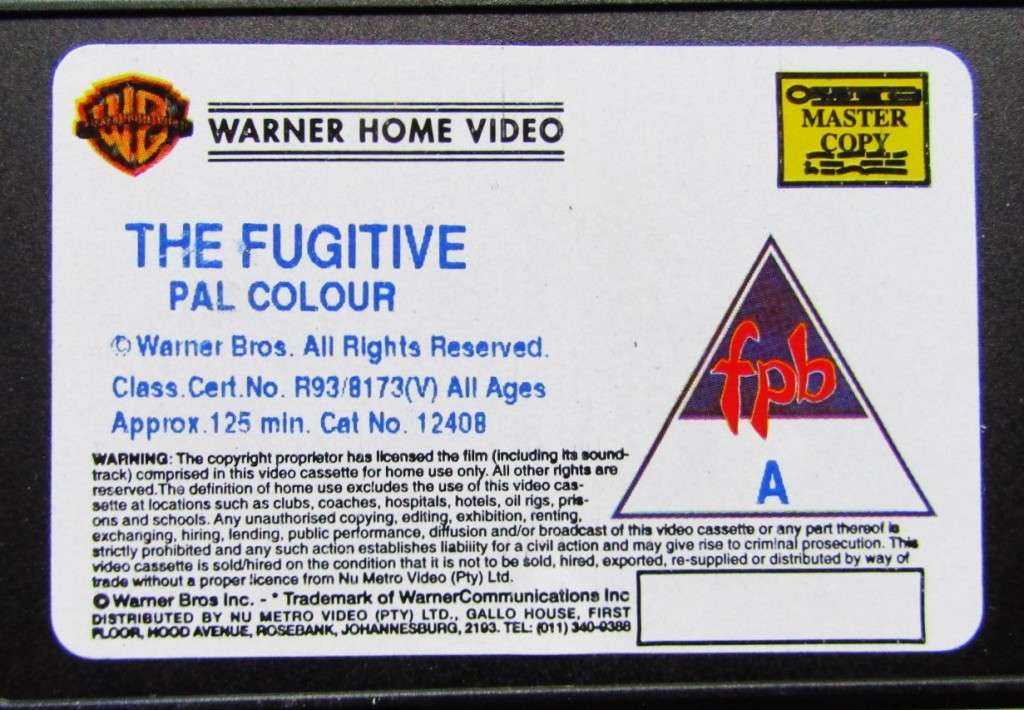 WB
WARNER HOME VIDEO
MASTER
COPY
THE FUGITIVE
PAL COLOUR
© Warner Bros. All Rights Reserved.
Class.Cert.No. R93/8173(V) All Ages
Approx.125 min. Cat No. 12408
fpb
A
WARNING: The copyright proprietor has licensed the film (including its sound-
track) comprised in this video cassette for home use only. All other rights are
reserved.The definition of home use excludes the use of this video cas-
sette at locations such as clubs, coaches, hospitals, hotels, oil rigs, pris-
ons and schools. Any unauthorised copying, editing, exhibition, renting,
exchanging, hiring, lending, public performance, diffusion and/or broadcast of this video cassette or any part thereof is
strictly prohibited and any such action establishes liability for a civil action and may give rise to criminal prosecution. This
video cassette is sold/hired on the condition that it is not to be sold, hired, exported, re-supplied or distributed by way of
trade without a proper licence from Nu Metro Video (Pty) Ltd.
© Warner Bros Inc. - * Trademark of WarnerCommunications Inc
DISTRIBUTED BY NU METRO VIDEO (PTY) LTD., GALLO HOUSE, FIRST
FLOOR, HOOD AVENUE, ROSEBANK, JOHANNESBURG, 2193. TEL: (011) 340-9388